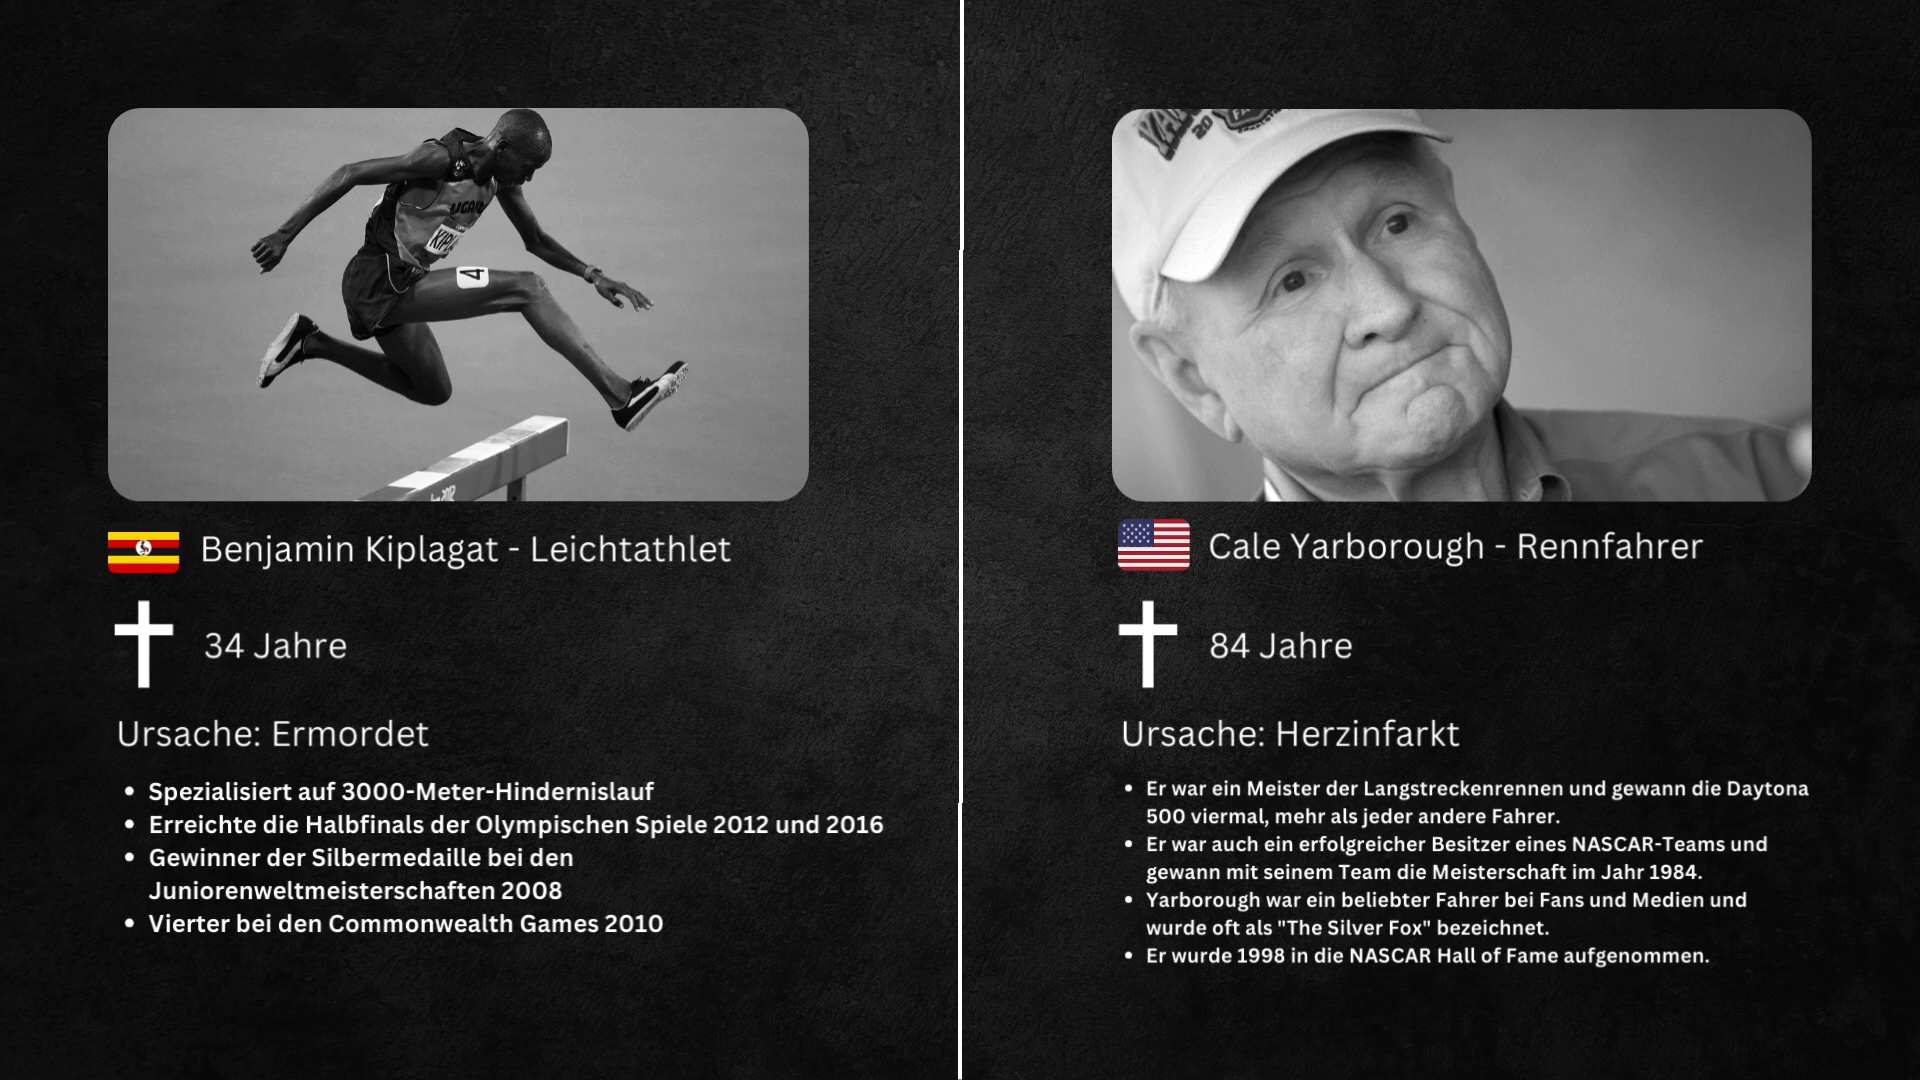 UGAND
KIPL
4
20
Benjamin Kiplagat - Leichtathlet
34 Jahre
Ursache: Ermordet
Spezialisiert auf 3000-Meter-Hindernislauf
Erreichte die Halbfinals der Olympischen Spiele 2012 und 2016
Gewinner der Silbermedaille bei den
Juniorenweltmeisterschaften 2008
Vierter bei den Commonwealth Games 2010
Cale Yarborough - Rennfahrer
84 Jahre
Ursache: Herzinfarkt
Er war ein Meister der Langstreckenrennen und gewann die Daytona
500 viermal, mehr als jeder andere Fahrer.
Er war auch ein erfolgreicher Besitzer eines NASCAR-Teams und
gewann mit seinem Team die Meisterschaft im Jahr 1984.
Yarborough war ein beliebter Fahrer bei Fans und Medien und
wurde oft als "The Silver Fox" bezeichnet.
Er wurde 1998 in die NASCAR Hall of Fame aufgenommen.